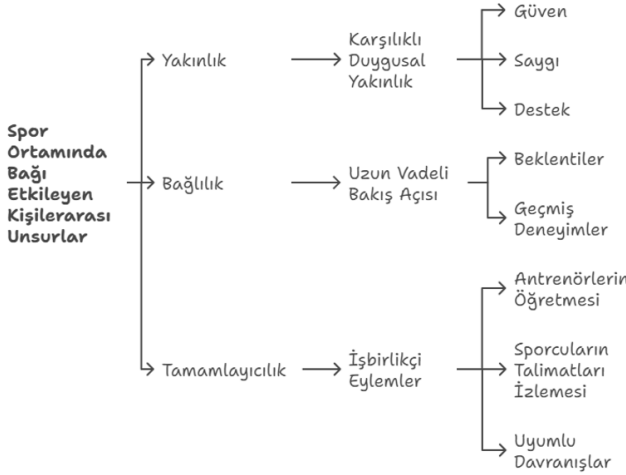 Spor
Ortamında
Bağı
Etkileyen
Kişilerarası
Unsurlar
Yakınlık
Karşılıklı
Duygusal
Yakınlık
Güven
Saygı
Destek
Bağlılık
Uzun Vadeli
Bakış Açısı
Beklentiler
Geçmiş
Deneyimler
Tamamlayıcılık
İşbirlikçi
Eylemler
Antrenörlerin
Öğretmesi
Sporcuların
Talimatları
İzlemesi
Uyumlu
Davranışlar